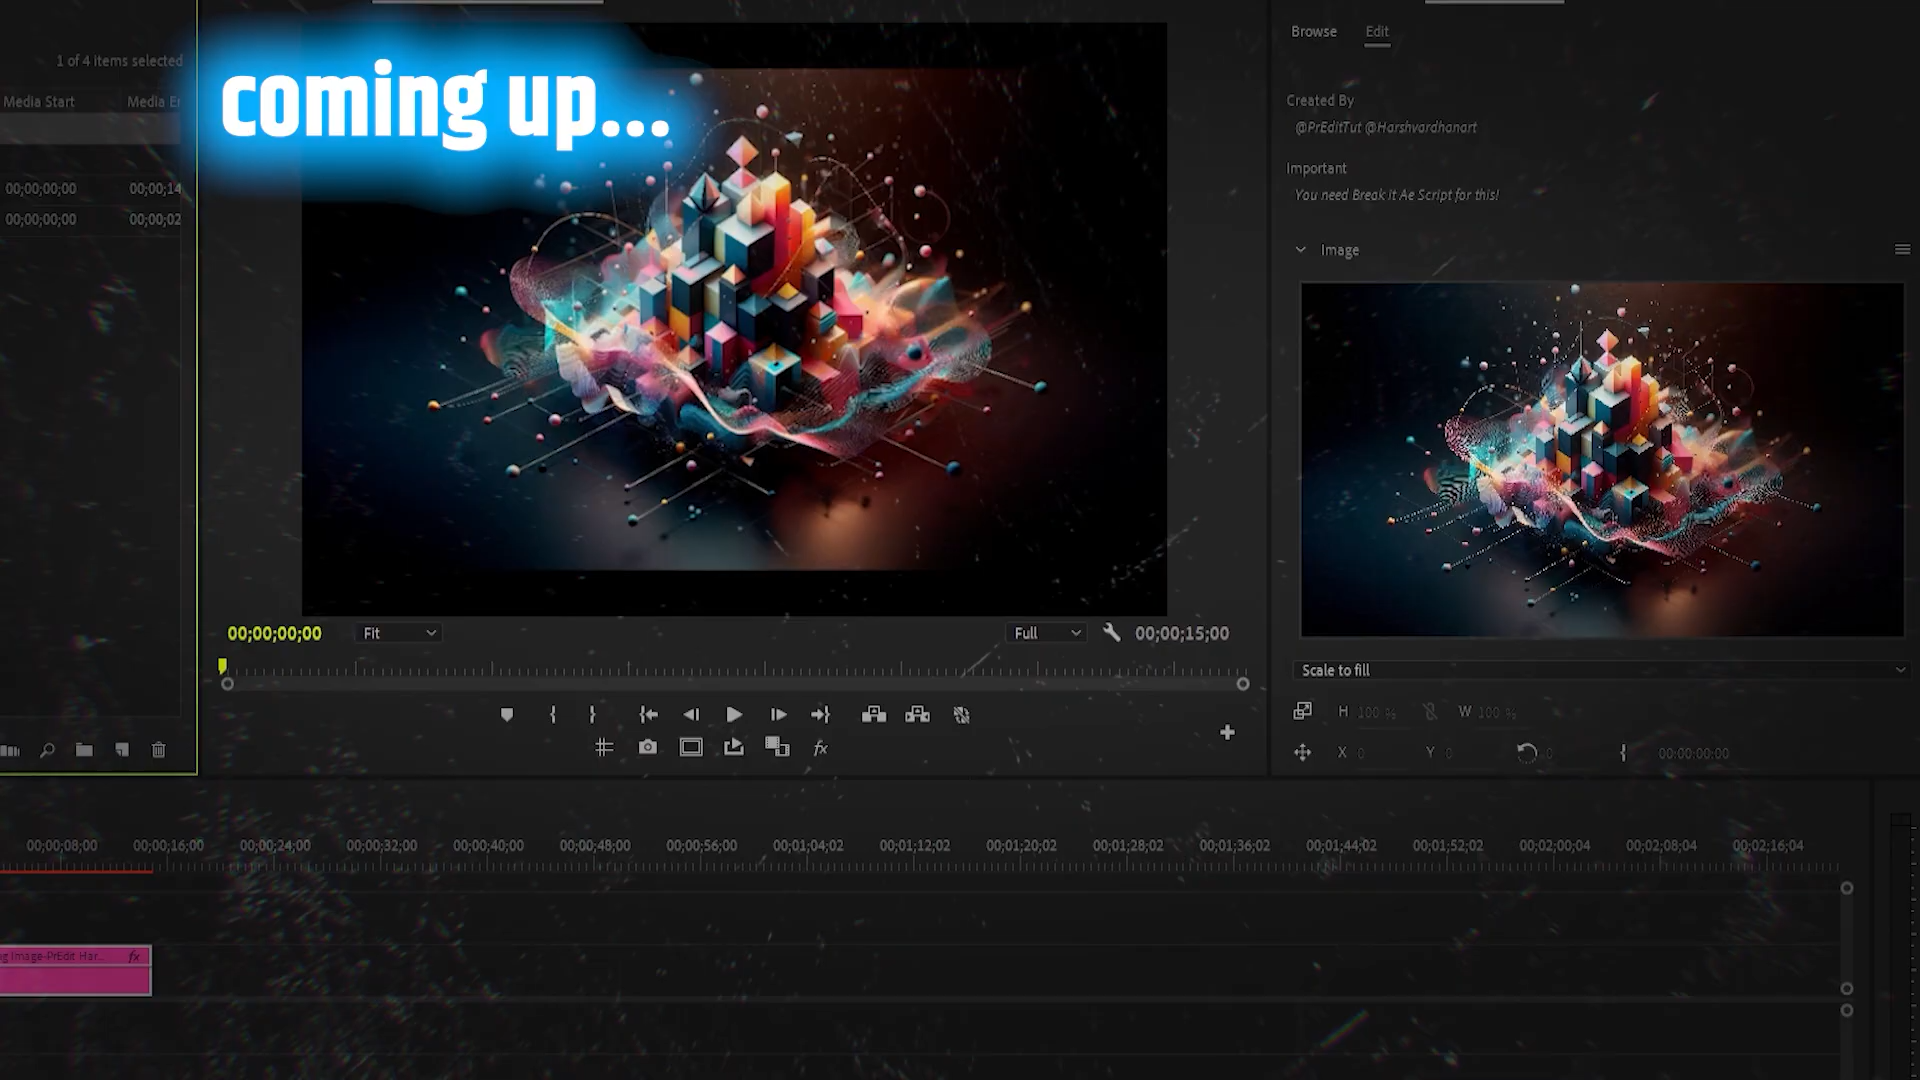 Browse Edit
1 of 4 items selected
coming up...
Media Start Media
Created By
@PrEditTut @Harshvardhanart
Important
You need Break it Ae Script for this!
00;00;00;00 00;00;14
00;00;00;00 00;00;02
Image
00;00;00;00 Fit Full 00;00;15;00
Scale to fill
H 100 % W 100 %
fx
X 0 Y 0 0 00:00:00:00
00;00;08;00 00;00;16;00 00;00;24;00 00;00;32;00 00;00;40;00 00;00;48;00 00;00;56;00 00;01;04;02 00;01;12;02 00;01;20;02 00;01;28;02 00;01;36;02 00;01;44;02 00;01;52;02 00;02;00;04 00;02;08;04 00;02;16;04
g Image-PrEdit Har... fx